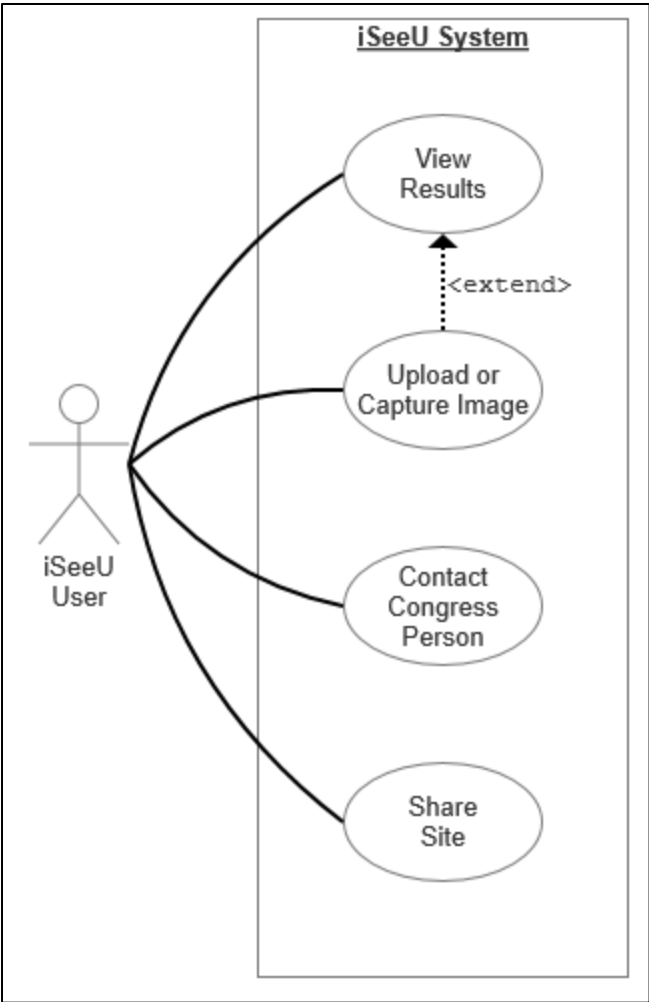 iSeeU System
View
Results
<extend>
Upload or
Capture Image
iSeeU
User
Contact
Congress
Person
Share
Site